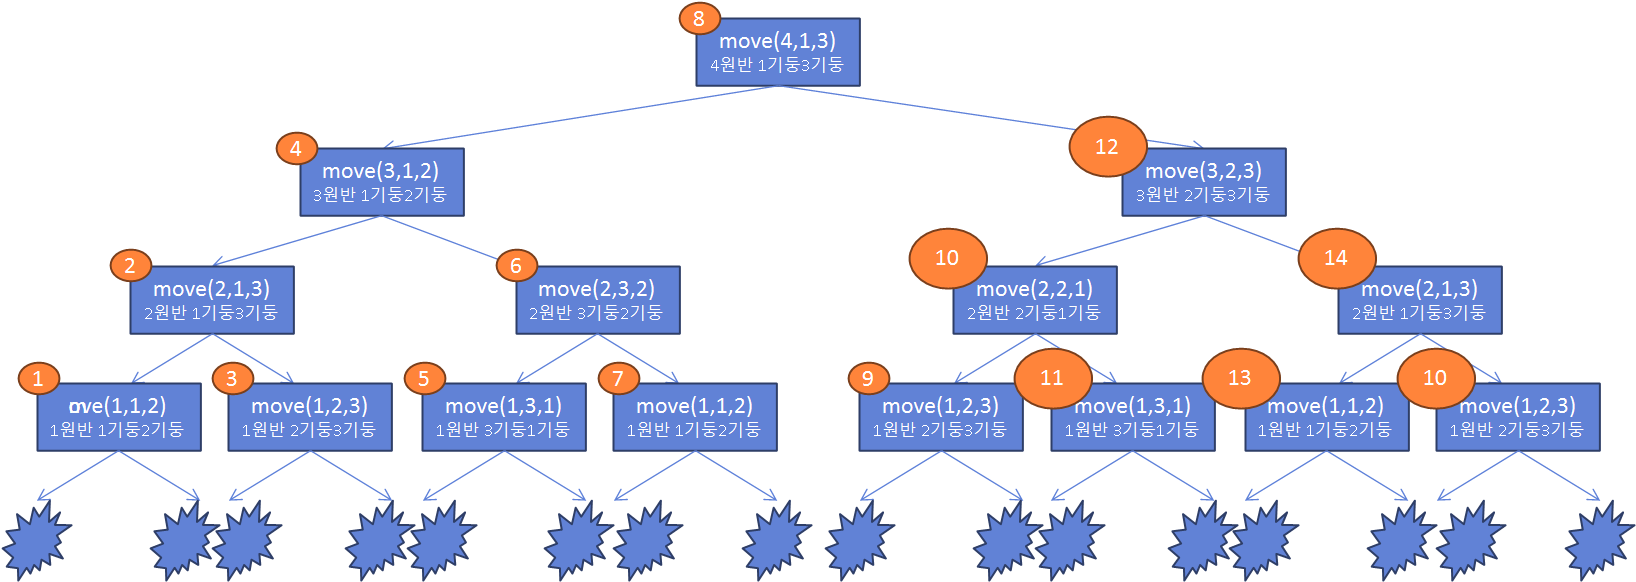 8
move(4,1,3)
4원반 1기둥3기둥
4
move(3,1,2)
3원반 1기둥2기둥
12
move(3,2,3)
3원반 2기둥3기둥
2
move(2,1,3)
2원반 1기둥3기둥
6
move(2,3,2)
2원반 3기둥2기둥
10
move(2,2,1)
2원반 2기둥1기둥
14
move(2,1,3)
2원반 1기둥3기둥
1
move(1,1,2)
1원반 1기둥2기둥
3
move(1,2,3)
1원반 2기둥3기둥
5
move(1,3,1)
1원반 3기둥1기둥
7
move(1,1,2)
1원반 1기둥2기둥
9
move(1,2,3)
1원반 2기둥3기둥
11
move(1,3,1)
1원반 3기둥1기둥
13
move(1,1,2)
1원반 1기둥2기둥
10
move(1,2,3)
1원반 2기둥3기둥